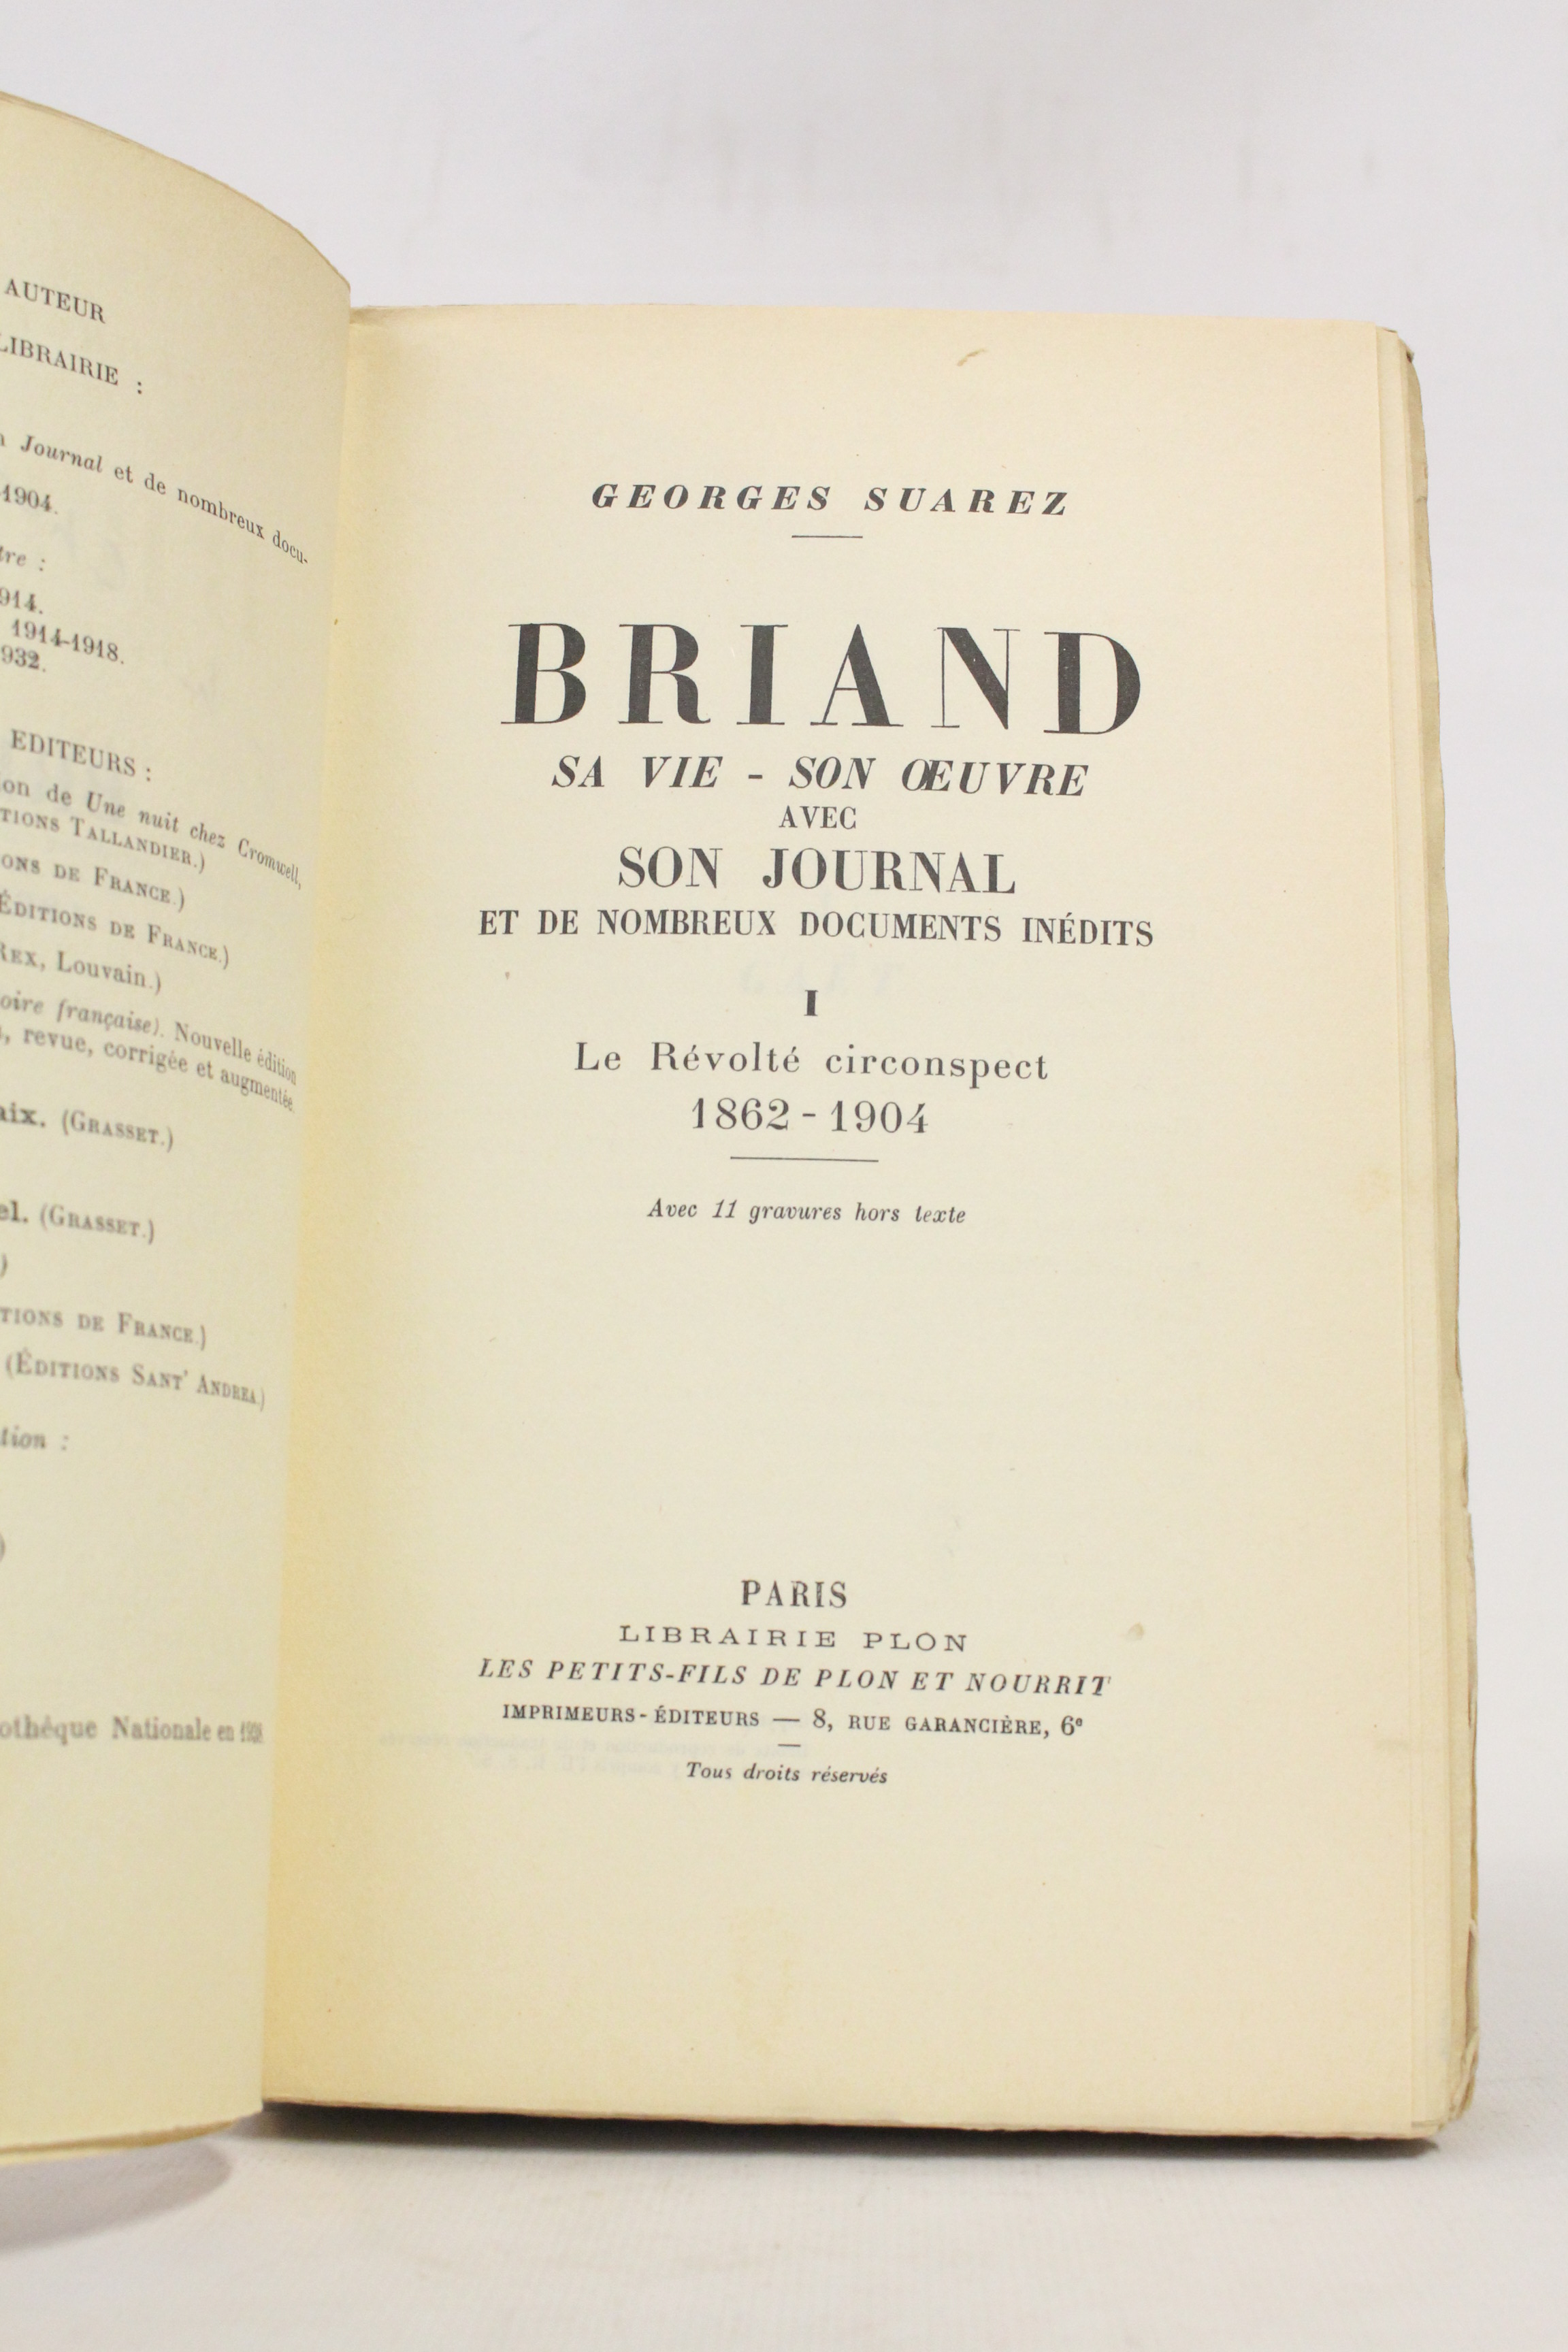 AUTEUR
LIBRAIRIE :
Journal et de nombreux docu-
1904.
tre :
914.
1914-1918.
932.
EDITEURS :
on de Une nuit chez Cromwell,
TIONS TALLANDIER.)
ONS DE FRANCE.)
ÉDITIONS DE FRANCE.)
REX, Louvain.)
oire française). Nouvelle édition
revue, corrigée et augmentée.
aix. (GRASSET.)
el. (GRASSET.)
)
TIONS DE FRANCE.)
(ÉDITIONS SANT' ANDREA.)
tion :
)
othèque Nationale en
GEORGES SUAREZ
BRIAND
SA VIE - SON ŒUVRE
AVEC
SON JOURNAL
ET DE NOMBREUX DOCUMENTS INÉDITS
I
Le Révolté circonspect
1862-1904
Avec 11 gravures hors texte
PARIS
LIBRAIRIE PLON
LES PETITS-FILS DE PLON ET NOURRIT
IMPRIMEURS-ÉDITEURS — 8, RUE GARANCIÈRE, 6e
Tous droits réservés